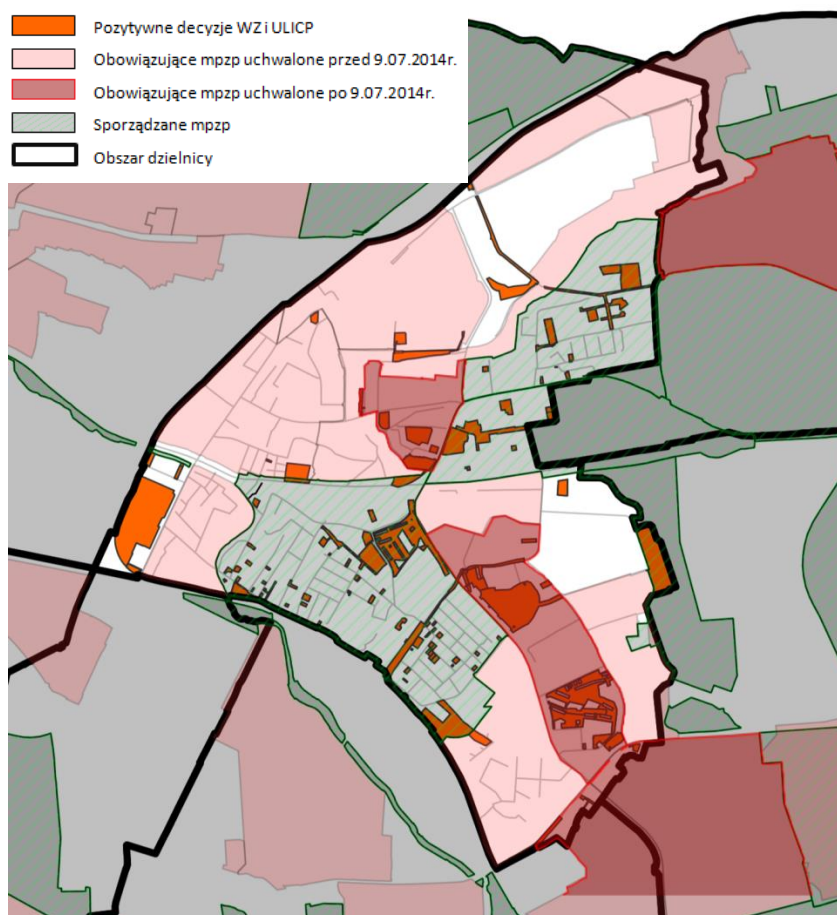 Pozytywne decyzje WZ i ULICP
Obowiązujące mpzp uchwalone przed 9.07.2014r.
Obowiązujące mpzp uchwalone po 9.07.2014r.
Sporządzane mpzp
Obszar dzielnicy